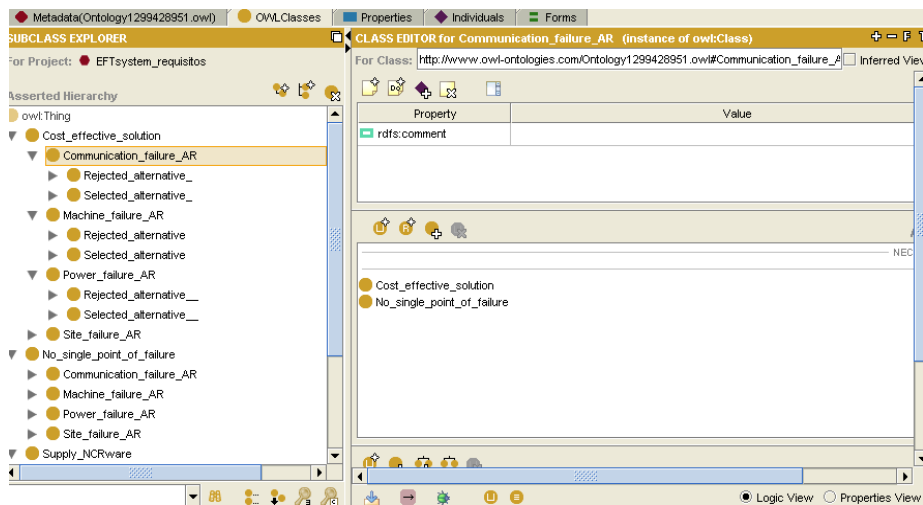 Metadata(Ontology1299428951.owl) OWLClasses Properties Individuals Forms
SUBCLASS EXPLORER
For Project: EFTsystem_requisitos
Asserted Hierarchy
owl:Thing
Cost_effective_solution
Communication_failure_AR
Rejected_alternative_
Selected_alternative_
Machine_failure_AR
Rejected_alternative
Selected_alternative
Power_failure_AR
Rejected_alternative__
Selected_alternative__
Site_failure_AR
No_single_point_of_failure
Communication_failure_AR
Machine_failure_AR
Power_failure_AR
Site_failure_AR
Supply_NCRware
CLASS EDITOR for Communication_failure_AR (instance of owl:Class)
For Class: http://www.owl-ontologies.com/Ontology1299428951.owl#Communication_failure_A Inferred View
Property Value
rdfs:comment
NEC
Cost_effective_solution
No_single_point_of_failure
Logic View Properties View